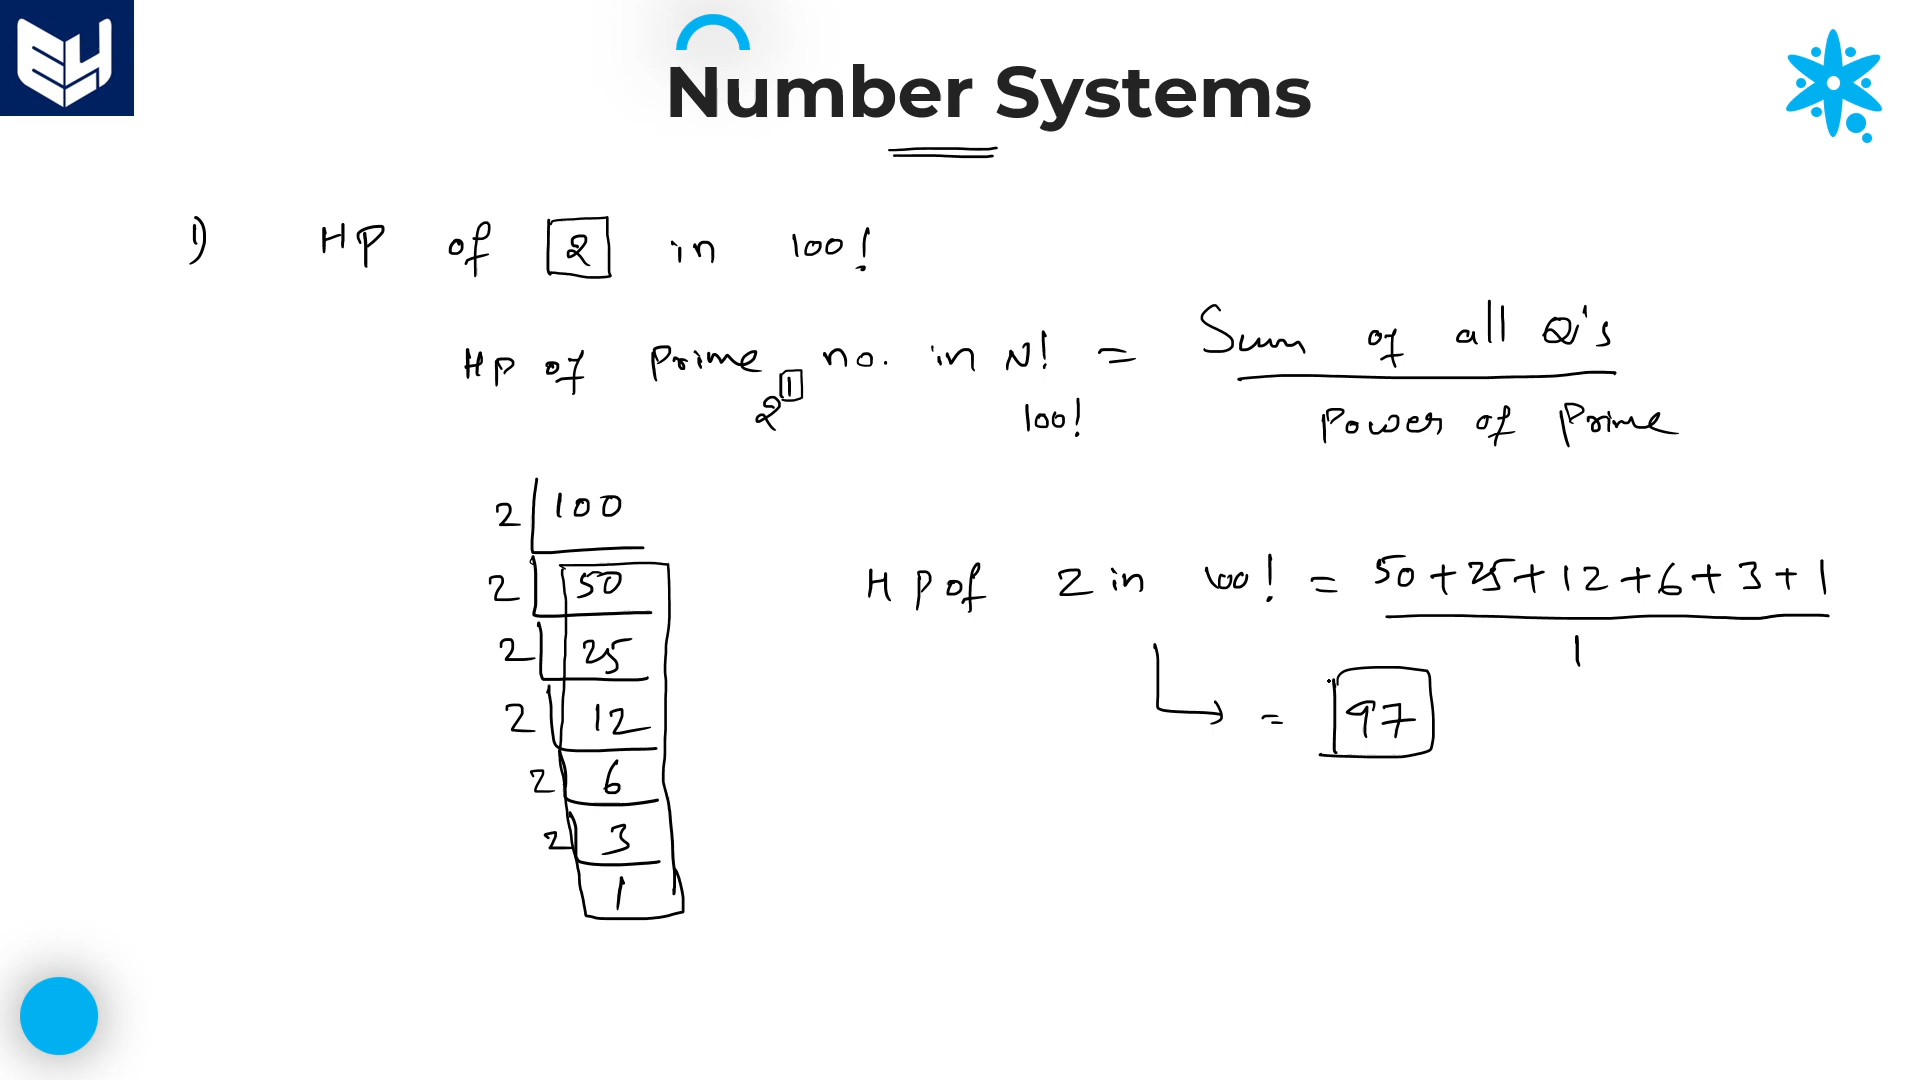 EY
Number Systems
1) HP of 2 in 100!
HP of Prime no. in N! = Sum of all Q's
2 1 100! Power of Prime
2 100
2 50
2 25
2 12
2 6
2 3
1
HP of 2 in 100! = 50 + 25 + 12 + 6 + 3 + 1
1
= 97